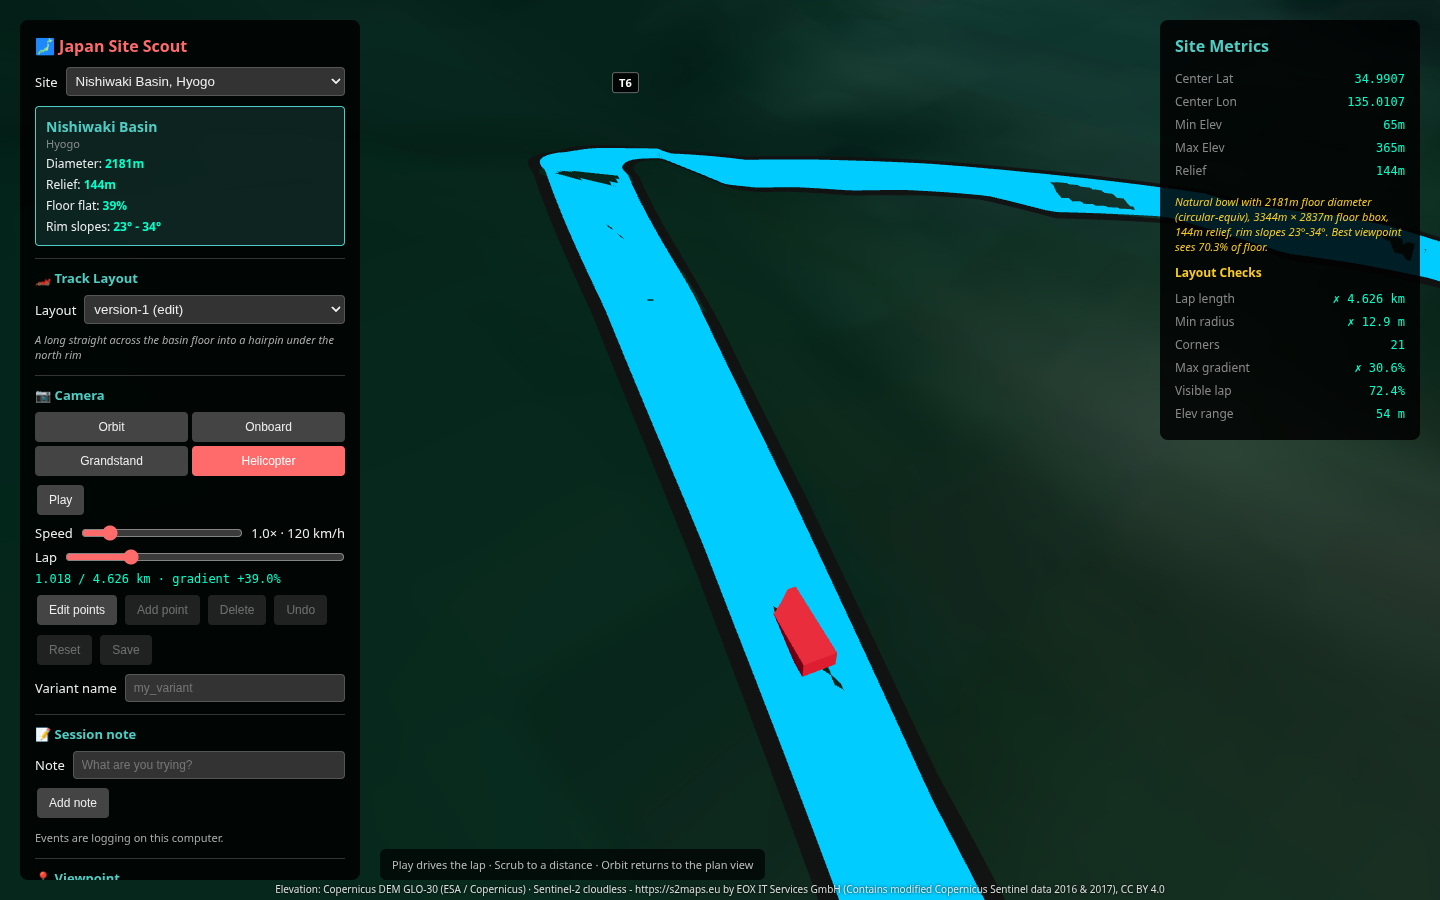 Japan Site Scout
Site Nishiwaki Basin, Hyogo
Nishiwaki Basin
Hyogo
Diameter: 2181m
Relief: 144m
Floor flat: 39%
Rim slopes: 23° - 34°
Track Layout
Layout version-1 (edit)
A long straight across the basin floor into a hairpin under the
north rim
Camera
Orbit Onboard
Grandstand Helicopter
Play
Speed 1.0× · 120 km/h
Lap
1.018 / 4.626 km · gradient +39.0%
Edit points Add point Delete Undo
Reset Save
Variant name my_variant
Session note
Note What are you trying?
Add note
Events are logging on this computer.
Viewpoint
T6
Site Metrics
Center Lat 34.9907
Center Lon 135.0107
Min Elev 65m
Max Elev 365m
Relief 144m
Natural bowl with 2181m floor diameter
(circular-equiv), 3344m × 2837m floor bbox,
144m relief, rim slopes 23°-34°. Best viewpoint
sees 70.3% of floor.
Layout Checks
Lap length ✗ 4.626 km
Min radius ✗ 12.9 m
Corners 21
Max gradient ✗ 30.6%
Visible lap 72.4%
Elev range 54 m
Play drives the lap · Scrub to a distance · Orbit returns to the plan view
Elevation: Copernicus DEM GLO-30 (ESA / Copernicus) · Sentinel-2 cloudless - https://s2maps.eu by EOX IT Services GmbH (Contains modified Copernicus Sentinel data 2016 & 2017), CC BY 4.0